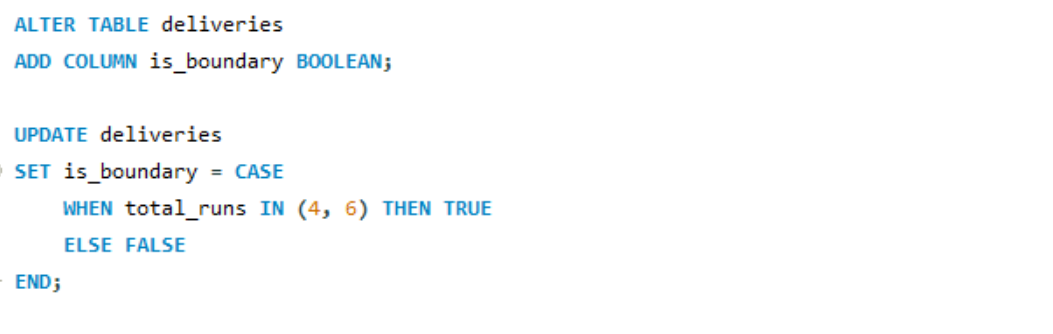 ALTER TABLE deliveries
ADD COLUMN is_boundary BOOLEAN;
UPDATE deliveries
SET is_boundary = CASE
WHEN total_runs IN (4, 6) THEN TRUE
ELSE FALSE
END;